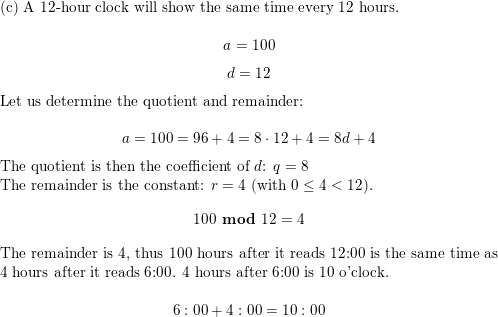 (c) A 12-hour clock will show the same time every 12 hours.
a = 100
d = 12
Let us determine the quotient and remainder:
a = 100 = 96 + 4 = 8 · 12 + 4 = 8d + 4
The quotient is then the coefficient of d: q = 8
The remainder is the constant: r = 4 (with 0 ≤ 4 < 12).
100 mod 12 = 4
The remainder is 4, thus 100 hours after it reads 12:00 is the same time as
4 hours after it reads 6:00. 4 hours after 6:00 is 10 o'clock.
6 : 00 + 4 : 00 = 10 : 00